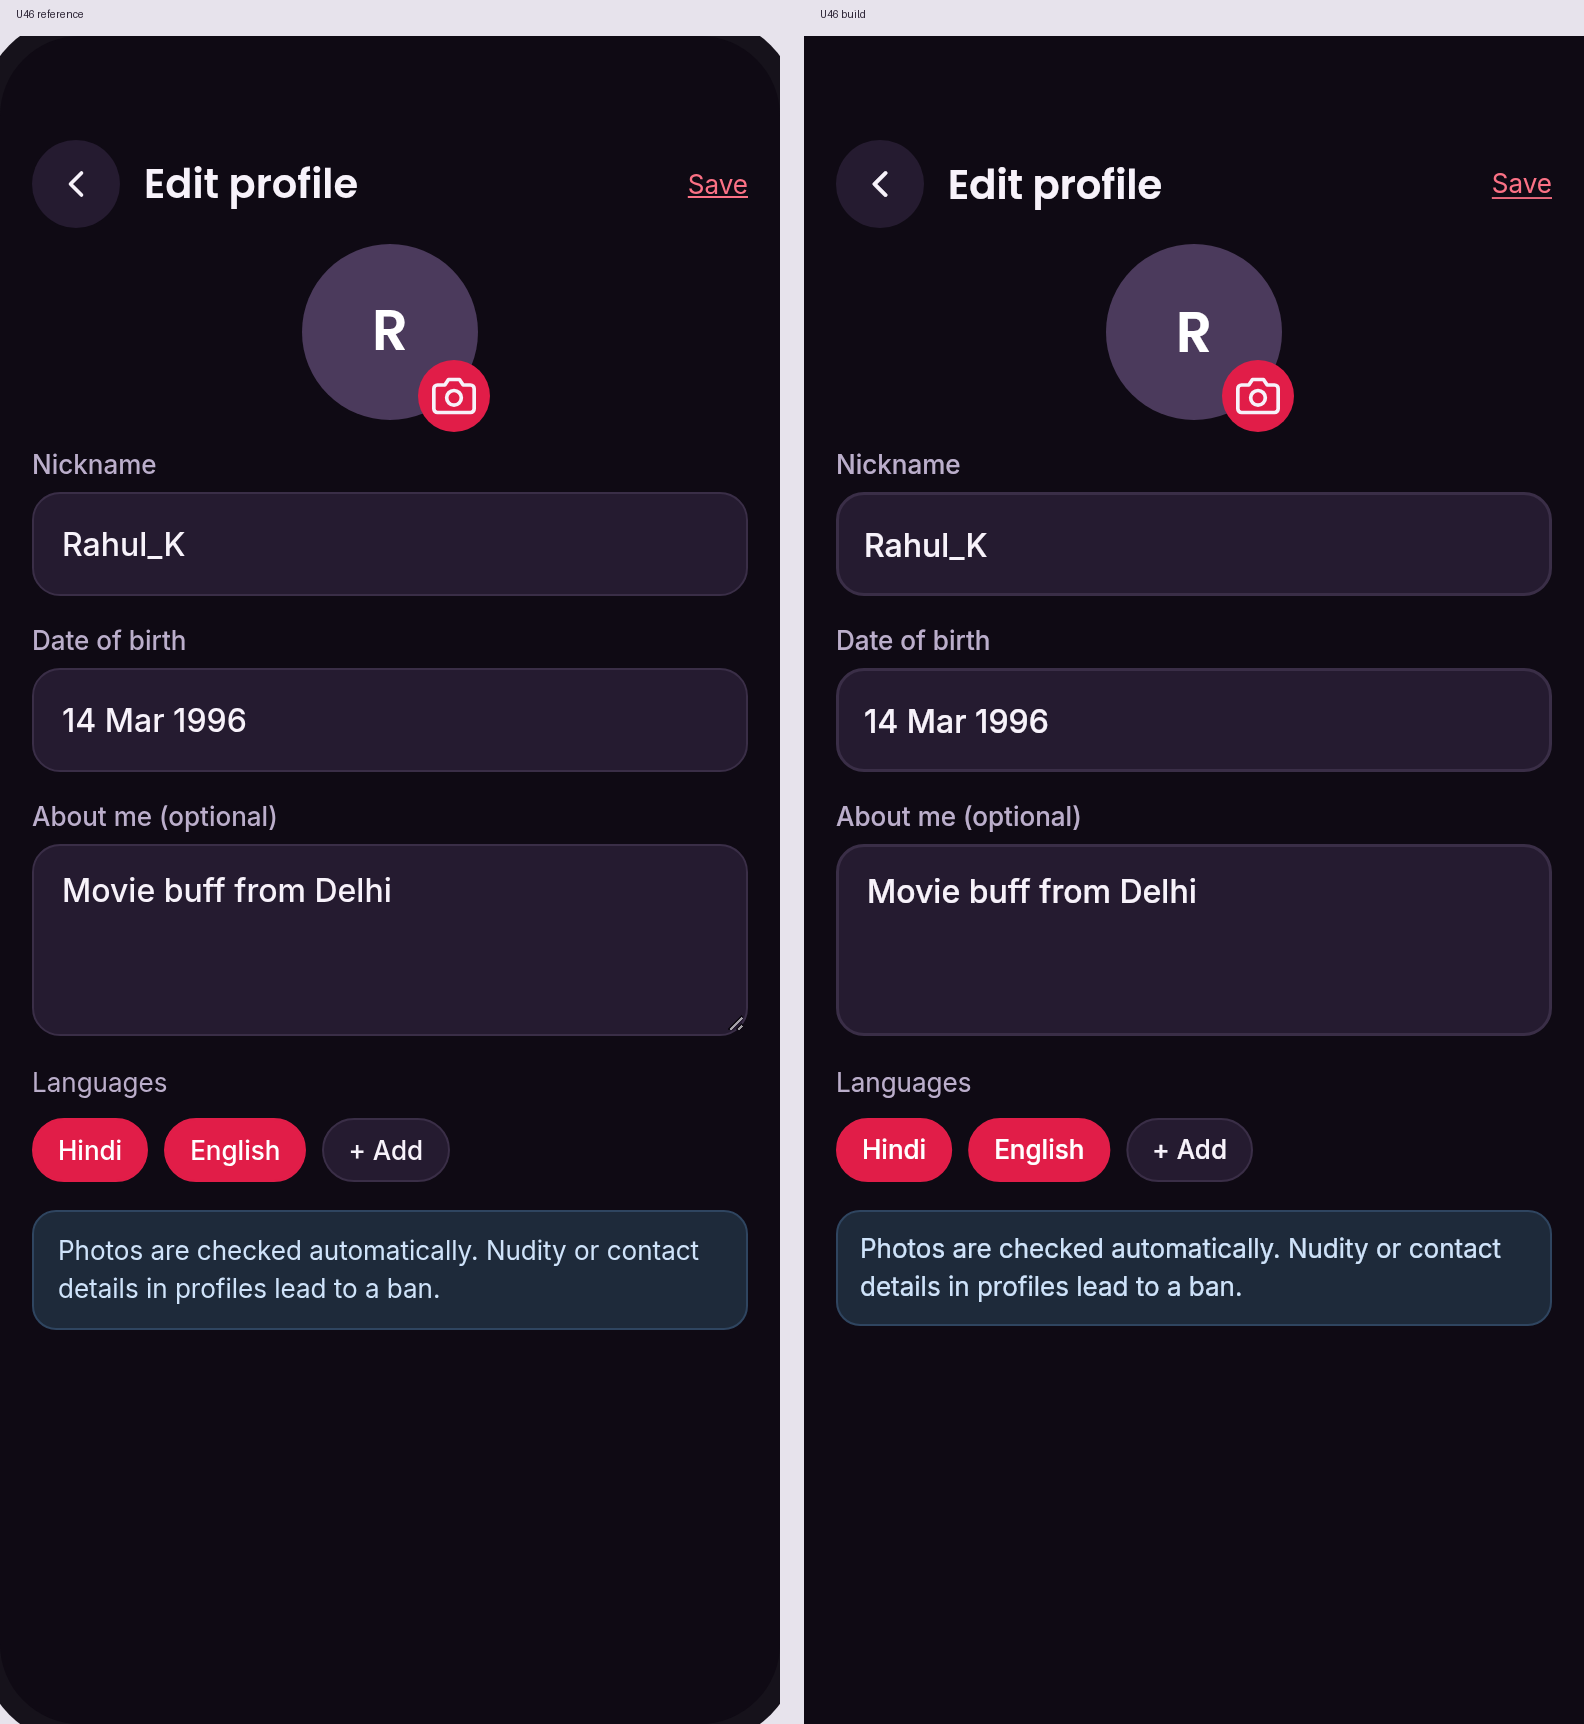 U46 reference
Edit profile
Save
R
Nickname
Rahul_K
Date of birth
14 Mar 1996
About me (optional)
Movie buff from Delhi
Languages
Hindi
English
+ Add
Photos are checked automatically. Nudity or contact
details in profiles lead to a ban.
U46 build
Edit profile
Save
R
Nickname
Rahul_K
Date of birth
14 Mar 1996
About me (optional)
Movie buff from Delhi
Languages
Hindi
English
+ Add
Photos are checked automatically. Nudity or contact
details in profiles lead to a ban.